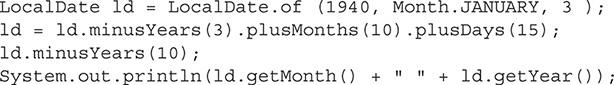 LocalDate ld = LocalDate.of (1940, Month.JANUARY, 3 );
ld = ld.minusYears(3).plusMonths(10).plusDays(15);
ld.minusYears(10);
System.out.println(ld.getMonth() + " " + ld.getYear());